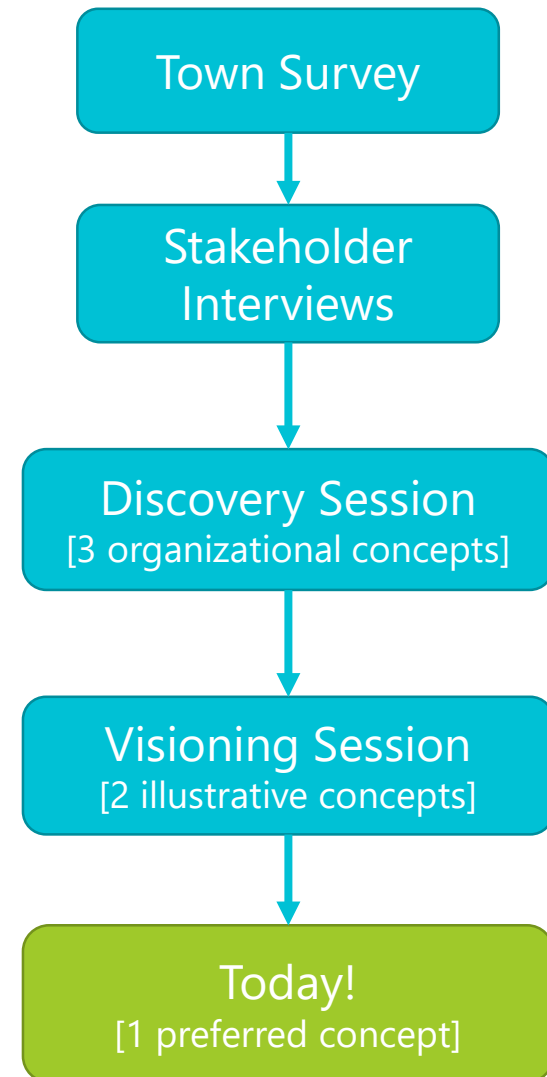 Town Survey
Stakeholder
Interviews
Discovery Session
[3 organizational concepts]
Visioning Session
[2 illustrative concepts]
Today!
[1 preferred concept]